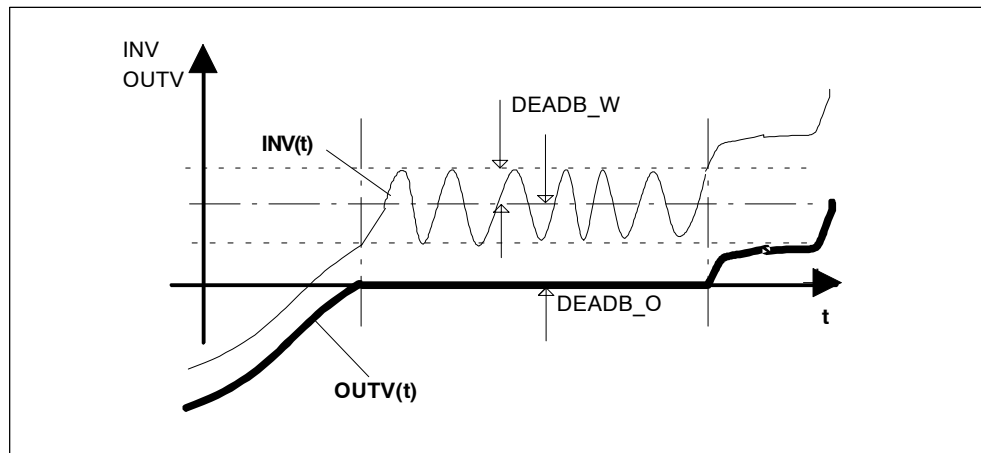 INV
OUTV
DEADB_W
INV(t)
DEADB_O
t
OUTV(t)